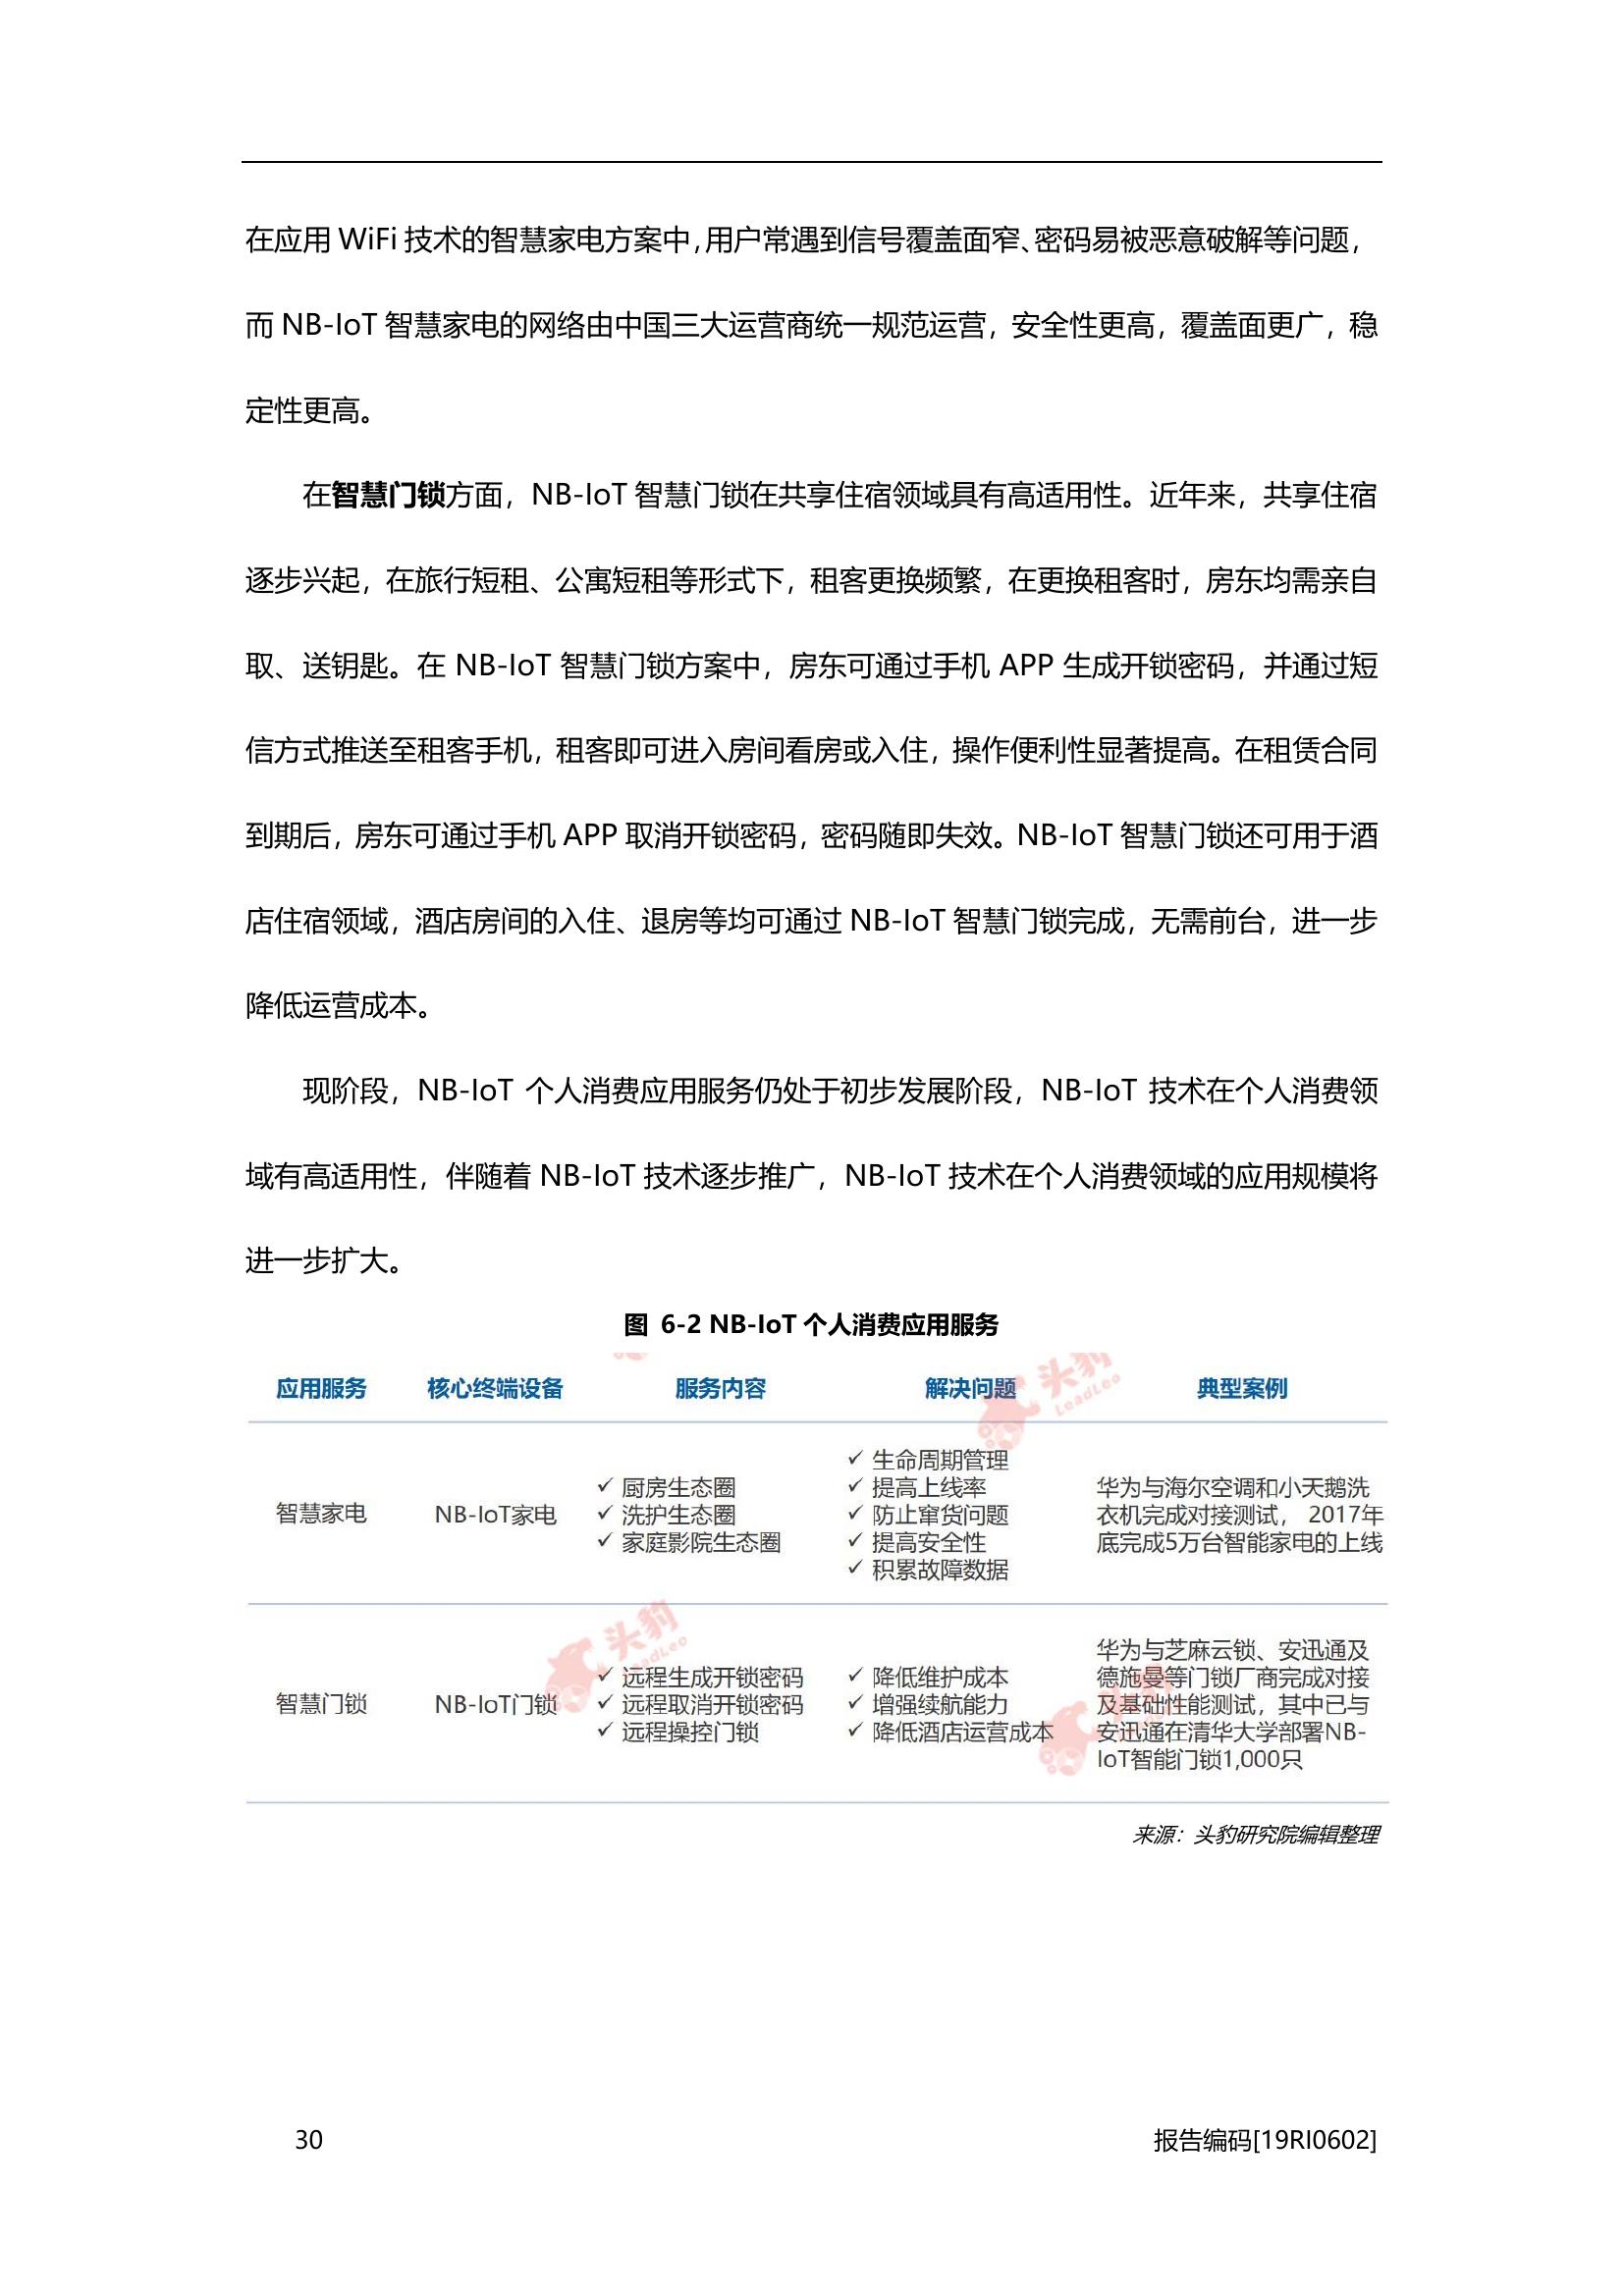 在应用 WiFi 技术的智慧家电方案中，用户常遇到信号覆盖面窄、密码易被恶意破解等问题，
而 NB-IoT 智慧家电的网络由中国三大运营商统一规范运营，安全性更高，覆盖面更广，稳
定性更高。
在智慧门锁方面，NB-IoT 智慧门锁在共享住宿领域具有高适用性。近年来，共享住宿
逐步兴起，在旅行短租、公寓短租等形式下，租客更换频繁，在更换租客时，房东均需亲自
取、送钥匙。在 NB-IoT 智慧门锁方案中，房东可通过手机 APP 生成开锁密码，并通过短
信方式推送至租客手机，租客即可进入房间看房或入住，操作便利性显著提高。在租赁合同
到期后，房东可通过手机 APP 取消开锁密码，密码随即失效。NB-IoT 智慧门锁还可用于酒
店住宿领域，酒店房间的入住、退房等均可通过 NB-IoT 智慧门锁完成，无需前台，进一步
降低运营成本。
现阶段，NB-IoT 个人消费应用服务仍处于初步发展阶段，NB-IoT 技术在个人消费领
域有高适用性，伴随着 NB-IoT 技术逐步推广，NB-IoT 技术在个人消费领域的应用规模将
进一步扩大。
图 6-2 NB-IoT 个人消费应用服务
应用服务 核心终端设备 服务内容 解决问题 典型案例
头豹
LeadLeo
智慧家电
NB-IoT家电
✓ 厨房生态圈
✓ 洗护生态圈
✓ 家庭影院生态圈
✓ 生命周期管理
✓ 提高上线率
✓ 防止窜货问题
✓ 提高安全性
✓ 积累故障数据
华为与海尔空调和小天鹅洗
衣机完成对接测试， 2017年
底完成5万台智能家电的上线
头豹
LeadLeo
智慧门锁
NB-IoT门锁
✓ 远程生成开锁密码
✓ 远程取消开锁密码
✓ 远程操控门锁
✓ 降低维护成本
✓ 增强续航能力
✓ 降低酒店运营成本
华为与芝麻云锁、安迅通及
德施曼等门锁厂商完成对接
及基础性能测试，其中已与
安迅通在清华大学部署NB-
IoT智能门锁1,000只
来源：头豹研究院编辑整理
30
报告编码[19RI0602]